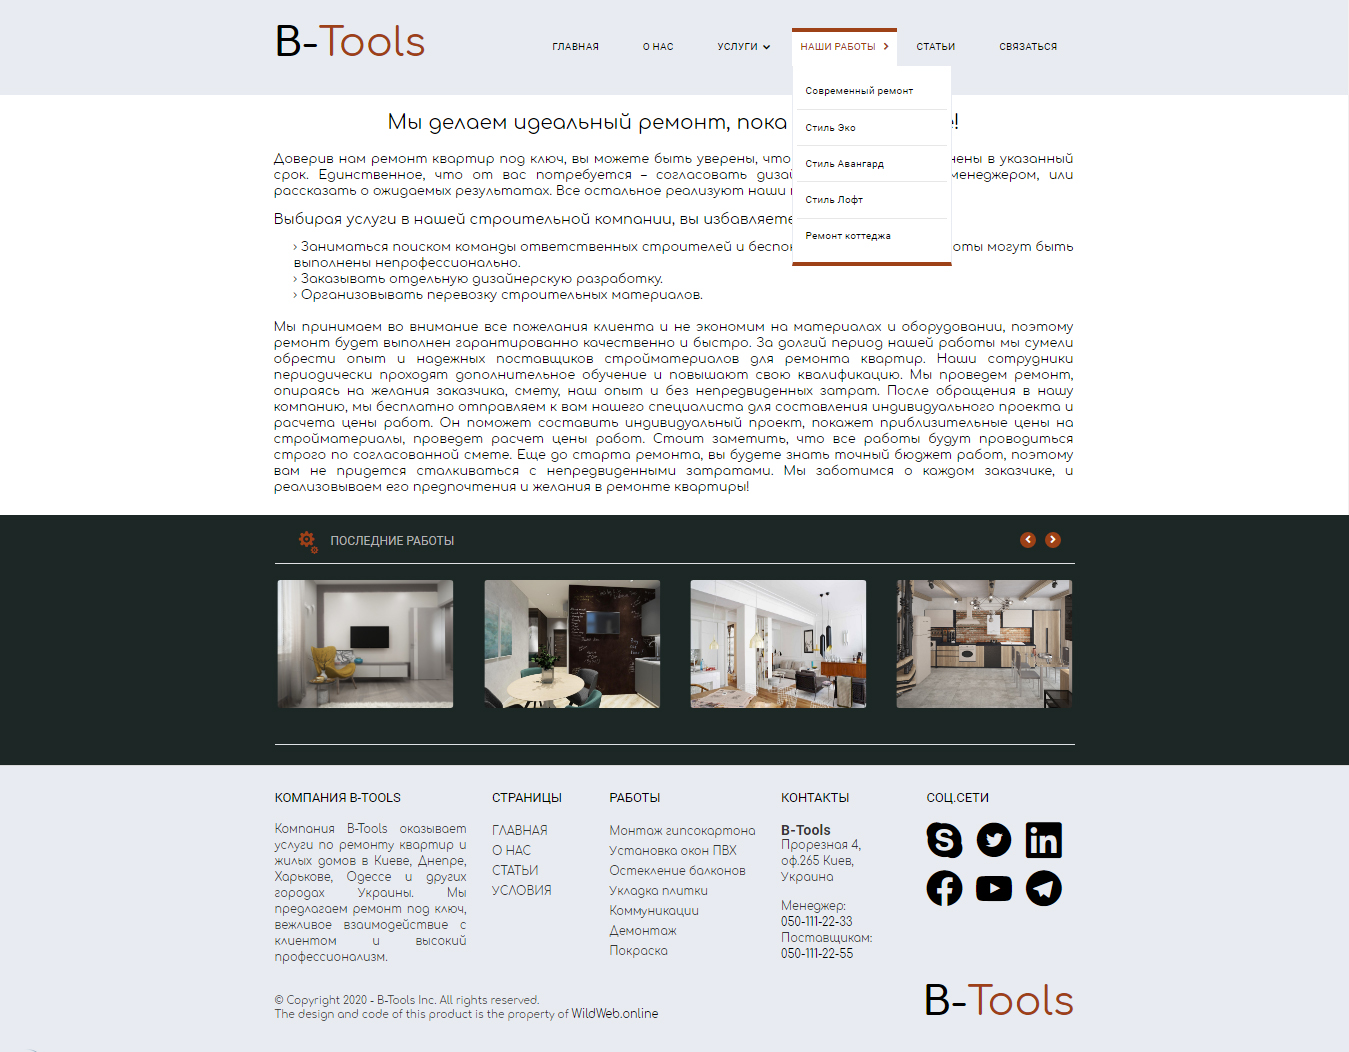 B-Tools
ГЛАВНАЯ
О НАС
УСЛУГИ
НАШИ РАБОТЫ
СТАТЬИ
СВЯЗАТЬСЯ
Современный ремонт
Стиль Эко
Стиль Авангард
Стиль Лофт
Ремонт коттеджа
Мы делаем идеальный ремонт, пока !
Доверив нам ремонт квартир под ключ, вы можете быть уверены, что в указанный
срок. Единственное, что от вас потребуется – согласовать менеджером, или
рассказать о ожидаемых результатах. Все остальное реализуют наши
Выбирая услуги в нашей строительной компании, вы
› Заниматься поиском команды ответственных строителей и могут быть
выполнены непрофессионально.
› Заказывать отдельную дизайнерскую разработку.
› Организовывать перевозку строительных материалов.
Мы принимаем во внимание все пожелания клиента и не экономим на материалах и оборудовании, поэтому
ремонт будет выполнен гарантированно качественно и быстро. За долгий период нашей работы мы сумели
обрести опыт и надежных поставщиков стройматериалов для ремонта квартир. Наши сотрудники
периодически проходят дополнительное обучение и повышают свою квалификацию. Мы проведем ремонт,
опираясь на желания заказчика, смету, наш опыт и без непредвиденных затрат. После обращения в нашу
компанию, мы бесплатно отправляем к вам нашего специалиста для составления индивидуального проекта и
расчета цены работ. Он поможет составить индивидуальный проект, покажет приблизительные цены на
стройматериалы, проведет расчет цены работ. Стоит заметить, что все работы будут проводиться
строго по согласованной смете. Еще до старта ремонта, вы будете знать точный бюджет работ, поэтому
вам не придется сталкиваться с непредвиденными затратами. Мы заботимся о каждом заказчике, и
реализовываем его предпочтения и желания в ремонте квартиры!
ПОСЛЕДНИЕ РАБОТЫ
КОМПАНИЯ B-TOOLS
Компания B-Tools оказывает
услуги по ремонту квартир и
жилых домов в Киеве, Днепре,
Харькове, Одессе и других
городах Украины. Мы
предлагаем ремонт под ключ,
вежливое взаимодействие с
клиентом и высокий
профессионализм.
СТРАНИЦЫ
ГЛАВНАЯ
О НАС
СТАТЬИ
УСЛОВИЯ
РАБОТЫ
Монтаж гипсокартона
Установка окон ПВХ
Остекление балконов
Укладка плитки
Коммуникации
Демонтаж
Покраска
КОНТАКТЫ
B-Tools
Прорезная 4,
оф.265 Киев,
Украина
Менеджер:
050-111-22-33
Поставщикам:
050-111-22-55
СОЦ.СЕТИ
© Copyright 2020 - B-Tools Inc. All rights reserved.
The design and code of this product is the property of WildWeb.online
B-Tools